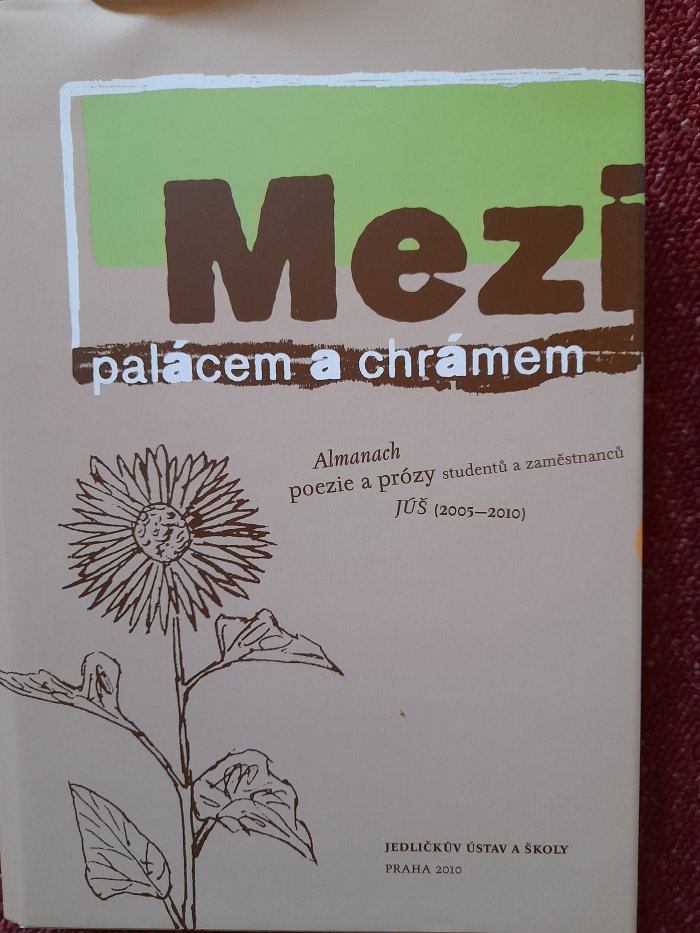 Mezi
palácem a chrámem
Almanach
poezie a prózy studentů a zaměstnanců
JÚŠ (2005—2010)
JEDLIČKŮV ÚSTAV A ŠKOLY
PRAHA 2010